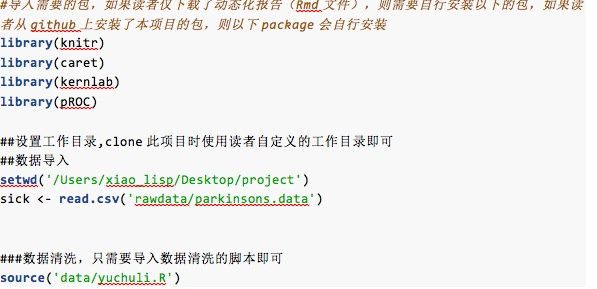 #导入需要的包，如果读者仅下载了动态化报告（Rmd 文件），则需要自行安装以下的包，如果读
者从 github 上安装了本项目的包，则以下 package 会自行安装
library(knitr)
library(caret)
library(kernlab)
library(pROC)
##设置工作目录,clone 此项目时使用读者自定义的工作目录即可
##数据导入
setwd('/Users/xiao_lisp/Desktop/project')
sick <- read.csv('rawdata/parkinsons.data')
###数据清洗，只需要导入数据清洗的脚本即可
source('data/yuchuli.R')